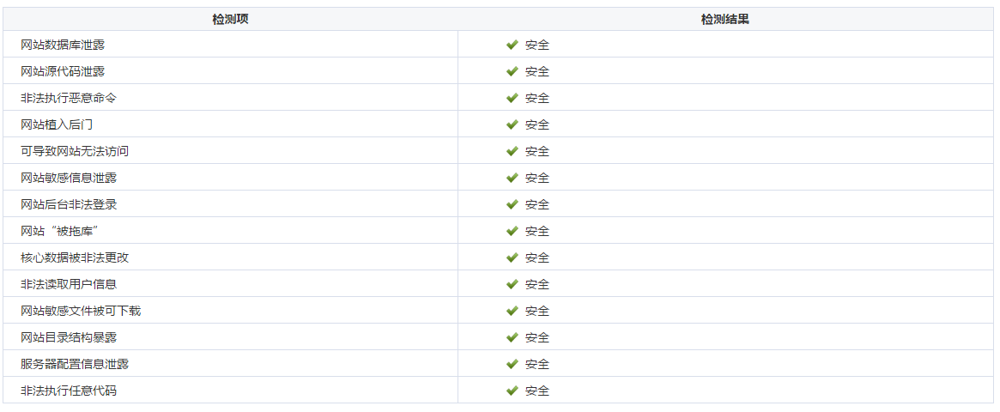 检测项 检测结果
网站数据库泄露 安全
网站源代码泄露 安全
非法执行恶意命令 安全
网站植入后门 安全
可导致网站无法访问 安全
网站敏感信息泄露 安全
网站后台非法登录 安全
网站“被拖库” 安全
核心数据被非法更改 安全
非法读取用户信息 安全
网站敏感文件被可下载 安全
网站目录结构暴露 安全
服务器配置信息泄露 安全
非法执行任意代码 安全